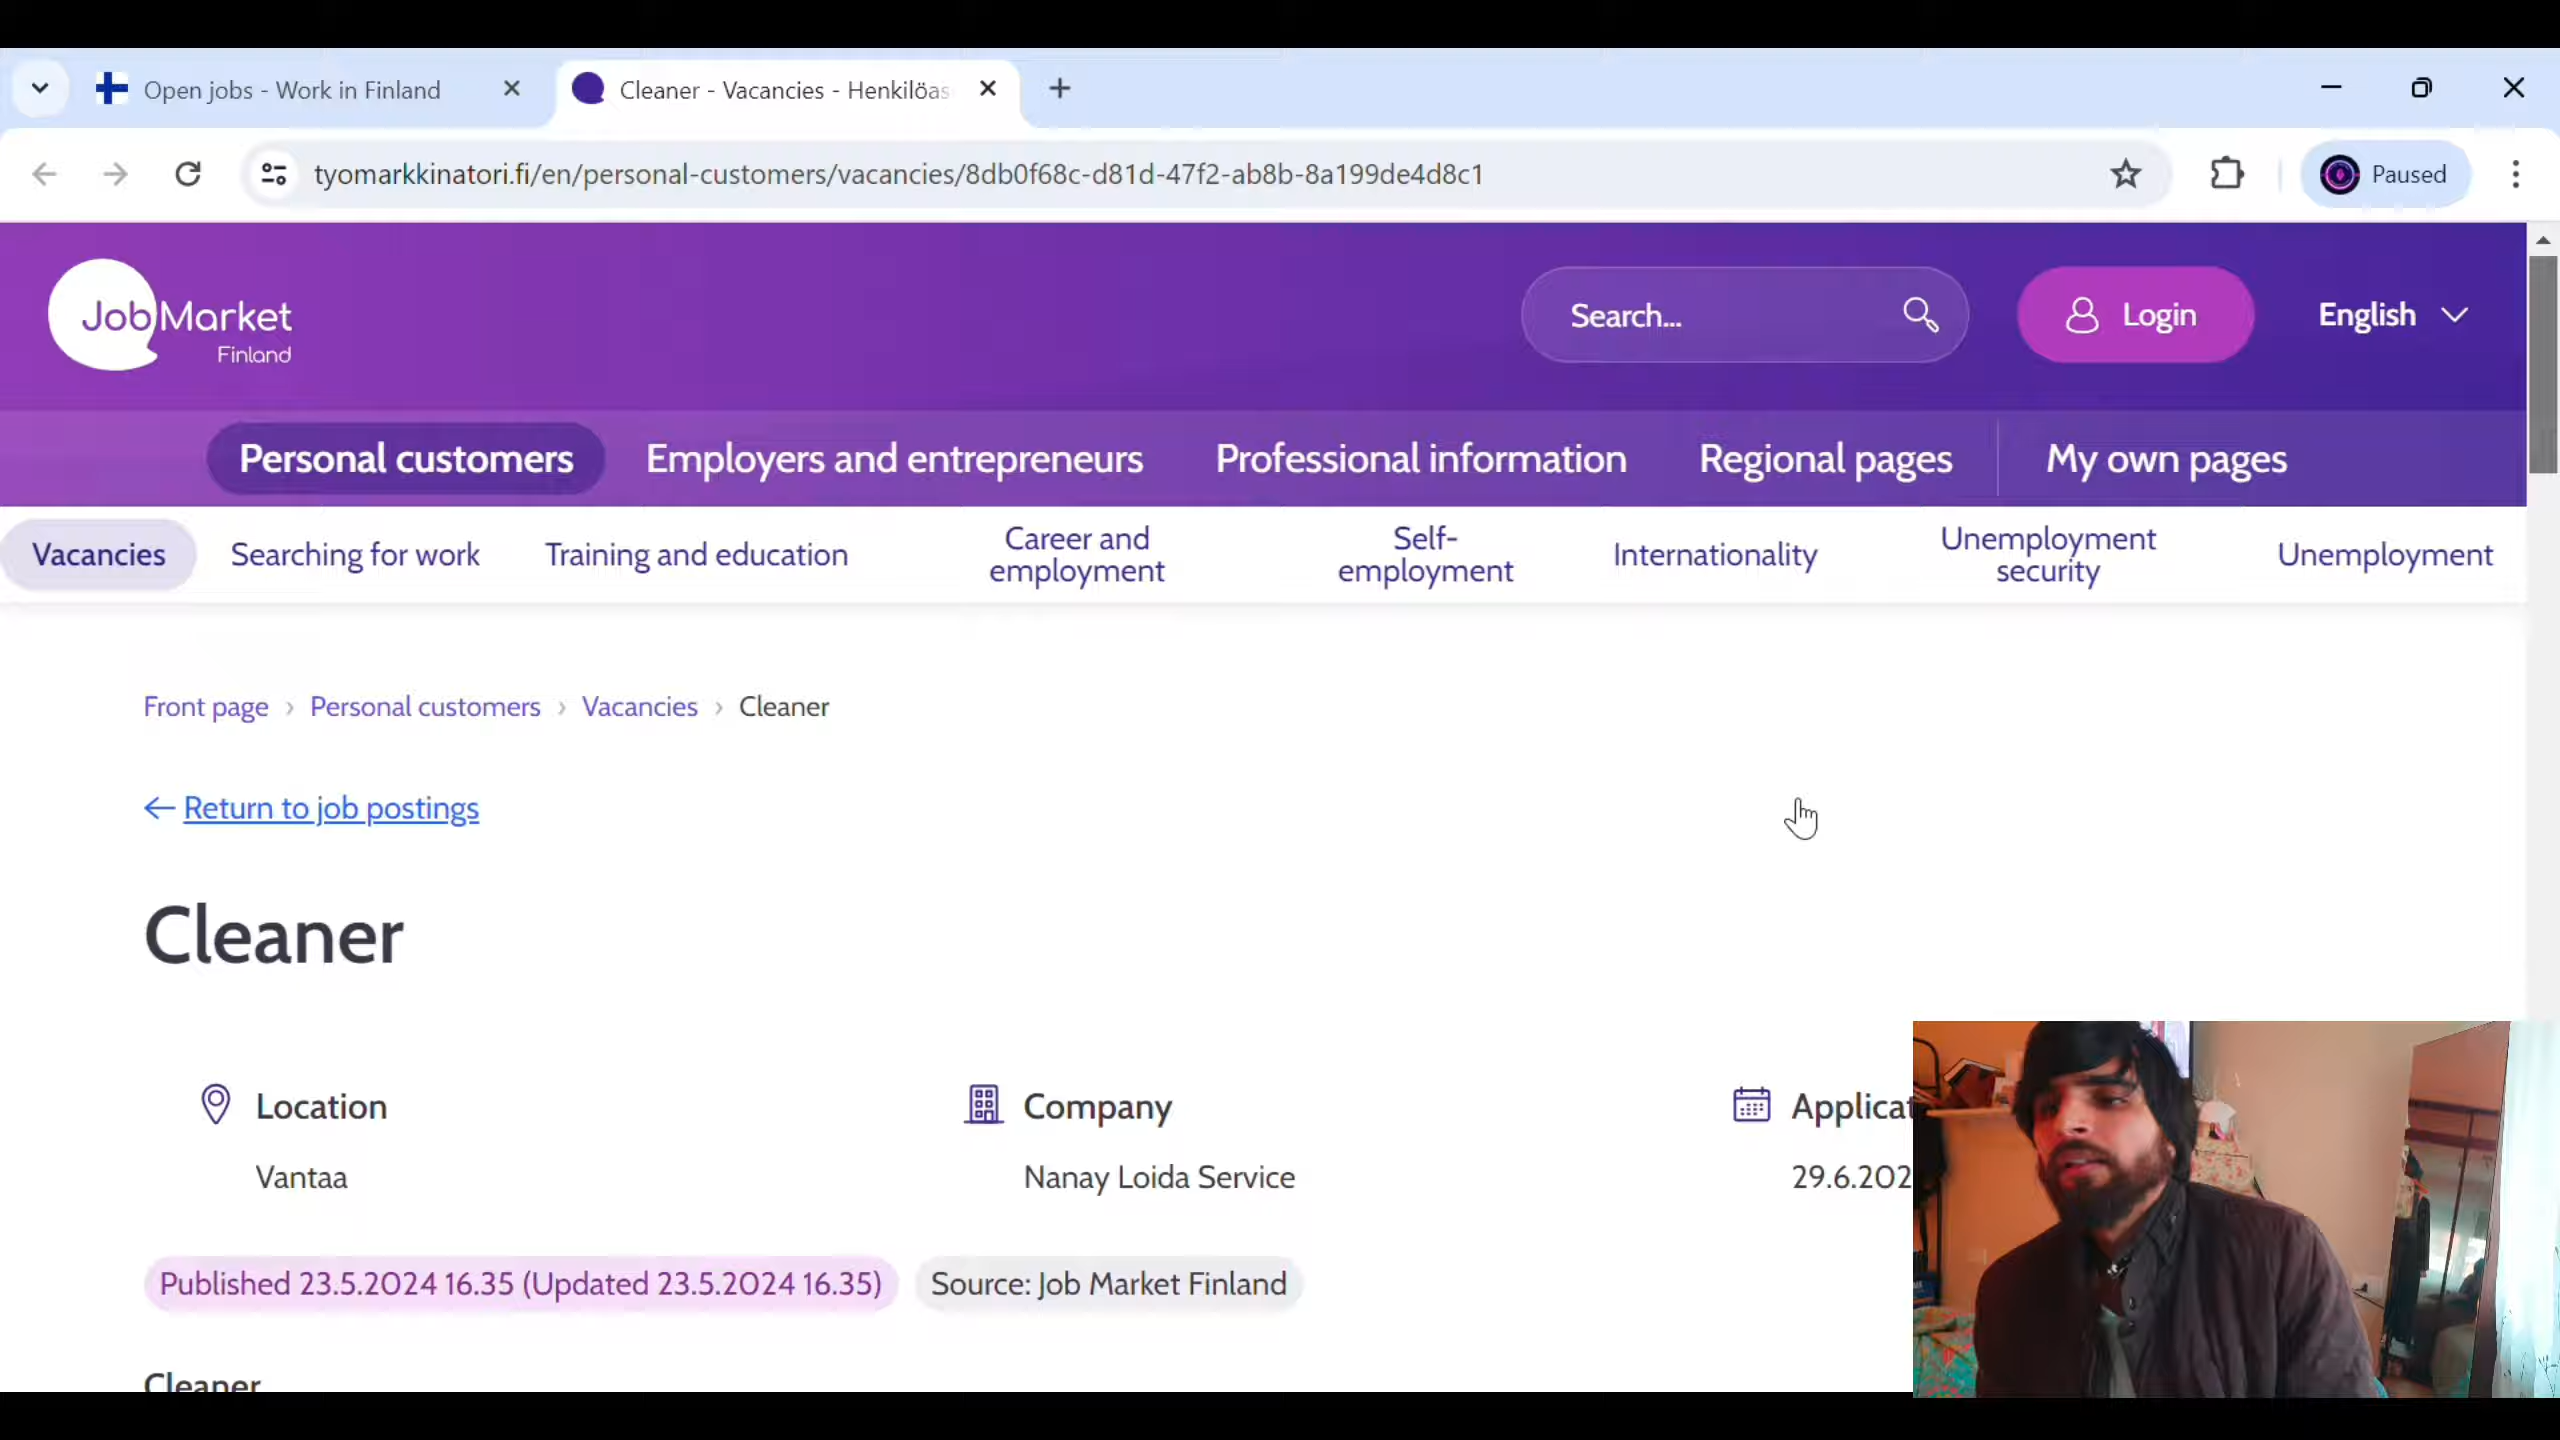 Open jobs - Work in Finland
Cleaner - Vacancies - Henkilöas
tyomarkkinatori.fi/en/personal-customers/vacancies/8db0f68c-d81d-47f2-ab8b-8a199de4d8c1
Paused
JobMarket
Finland
Search...
Login
English
Personal customers
Employers and entrepreneurs
Professional information
Regional pages
My own pages
Vacancies
Searching for work
Training and education
Career and
employment
Self-
employment
Internationality
Unemployment
security
Unemployment
Front page › Personal customers › Vacancies › Cleaner
← Return to job postings
Cleaner
Location
Vantaa
Company
Nanay Loida Service
Applicat
29.6.202
Published 23.5.2024 16.35 (Updated 23.5.2024 16.35)
Source: Job Market Finland
Cleaner